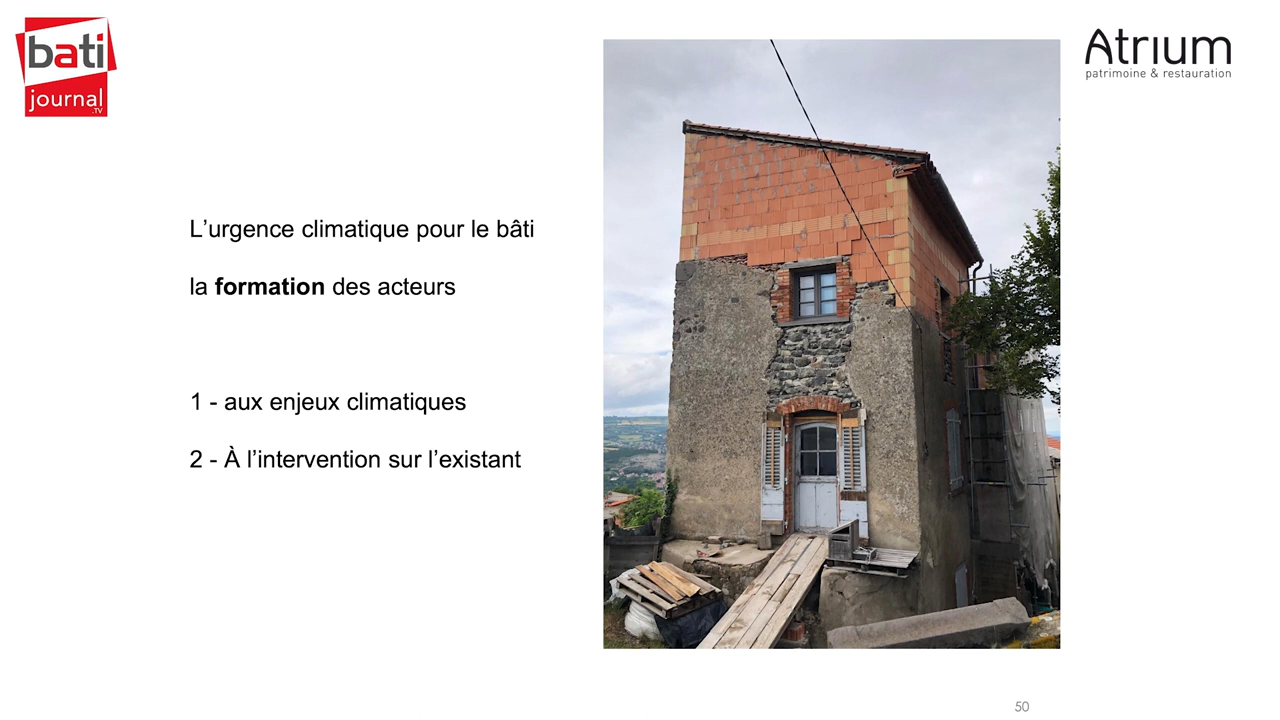 bati
journal
.TV
Atrium
patrimoine & restauration
L’urgence climatique pour le bâti
la formation des acteurs
1 - aux enjeux climatiques
2 - À l’intervention sur l’existant
50